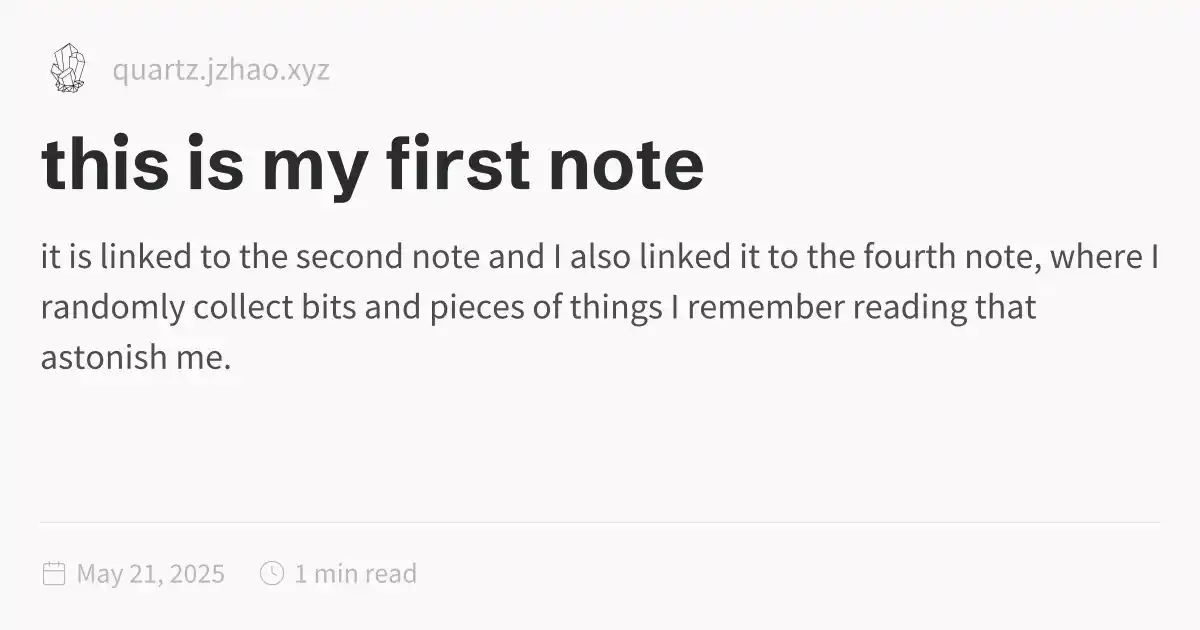 quartz.jzhao.xyz
this is my first note
it is linked to the second note and I also linked it to the fourth note, where I
randomly collect bits and pieces of things I remember reading that
astonish me.
May 21, 2025 1 min read